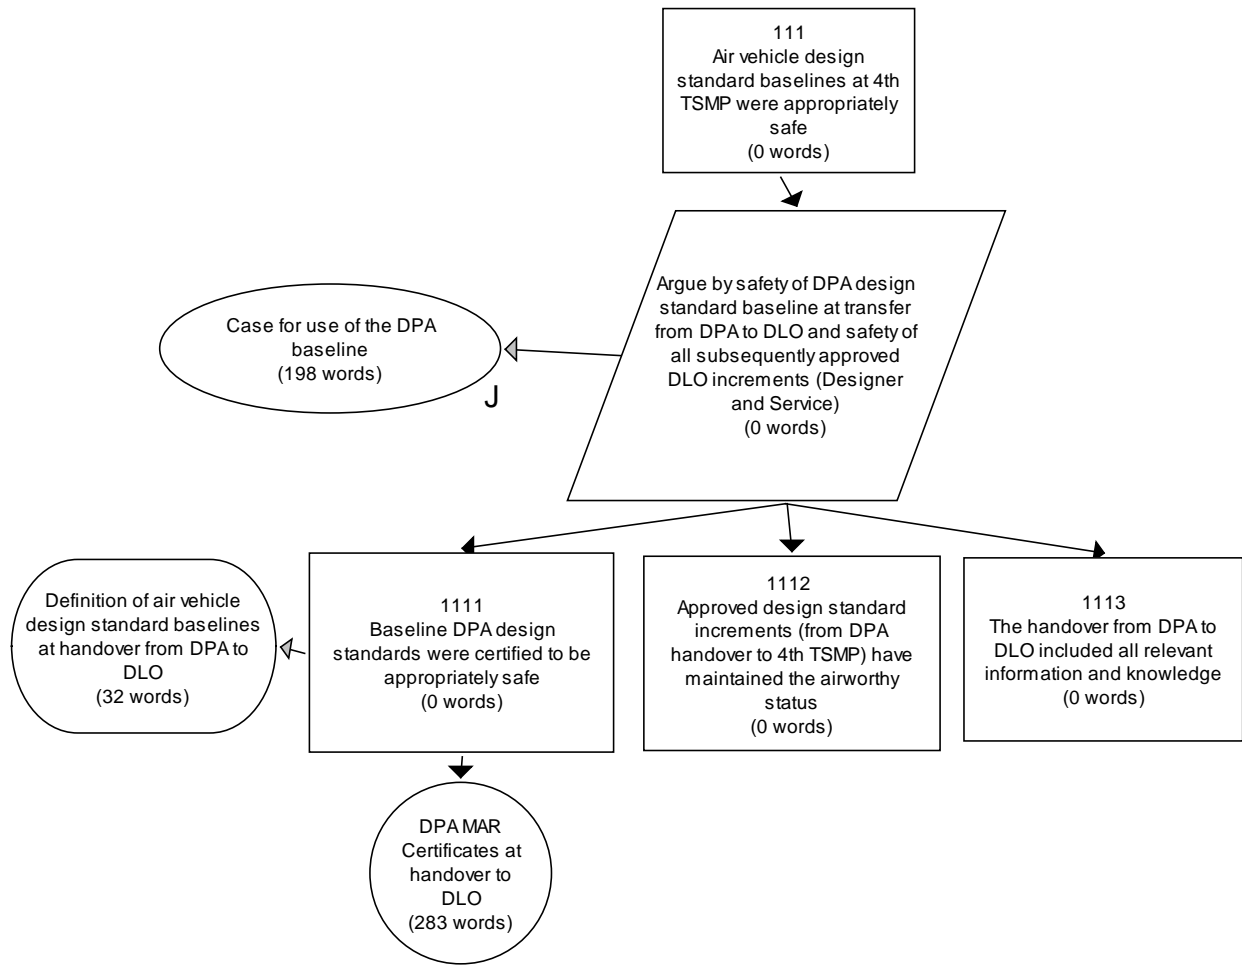 111
Air vehicle design
standard baselines at 4th
TSMP were appropriately
safe
(0 words)
Argue by safety of DPA design
standard baseline at transfer
from DPA to DLO and safety of
all subsequently approved
DLO increments (Designer
and Service)
(0 words)
Case for use of the DPA
baseline
(198 words)
J
Definition of air vehicle
design standard baselines
at handover from DPA to
DLO
(32 words)
1111
Baseline DPA design
standards were certified to be
appropriately safe
(0 words)
1112
Approved design standard
increments (from DPA
handover to 4th TSMP) have
maintained the airworthy
status
(0 words)
1113
The handover from DPA to
DLO included all relevant
information and knowledge
(0 words)
DPA MAR
Certificates at
handover to
DLO
(283 words)